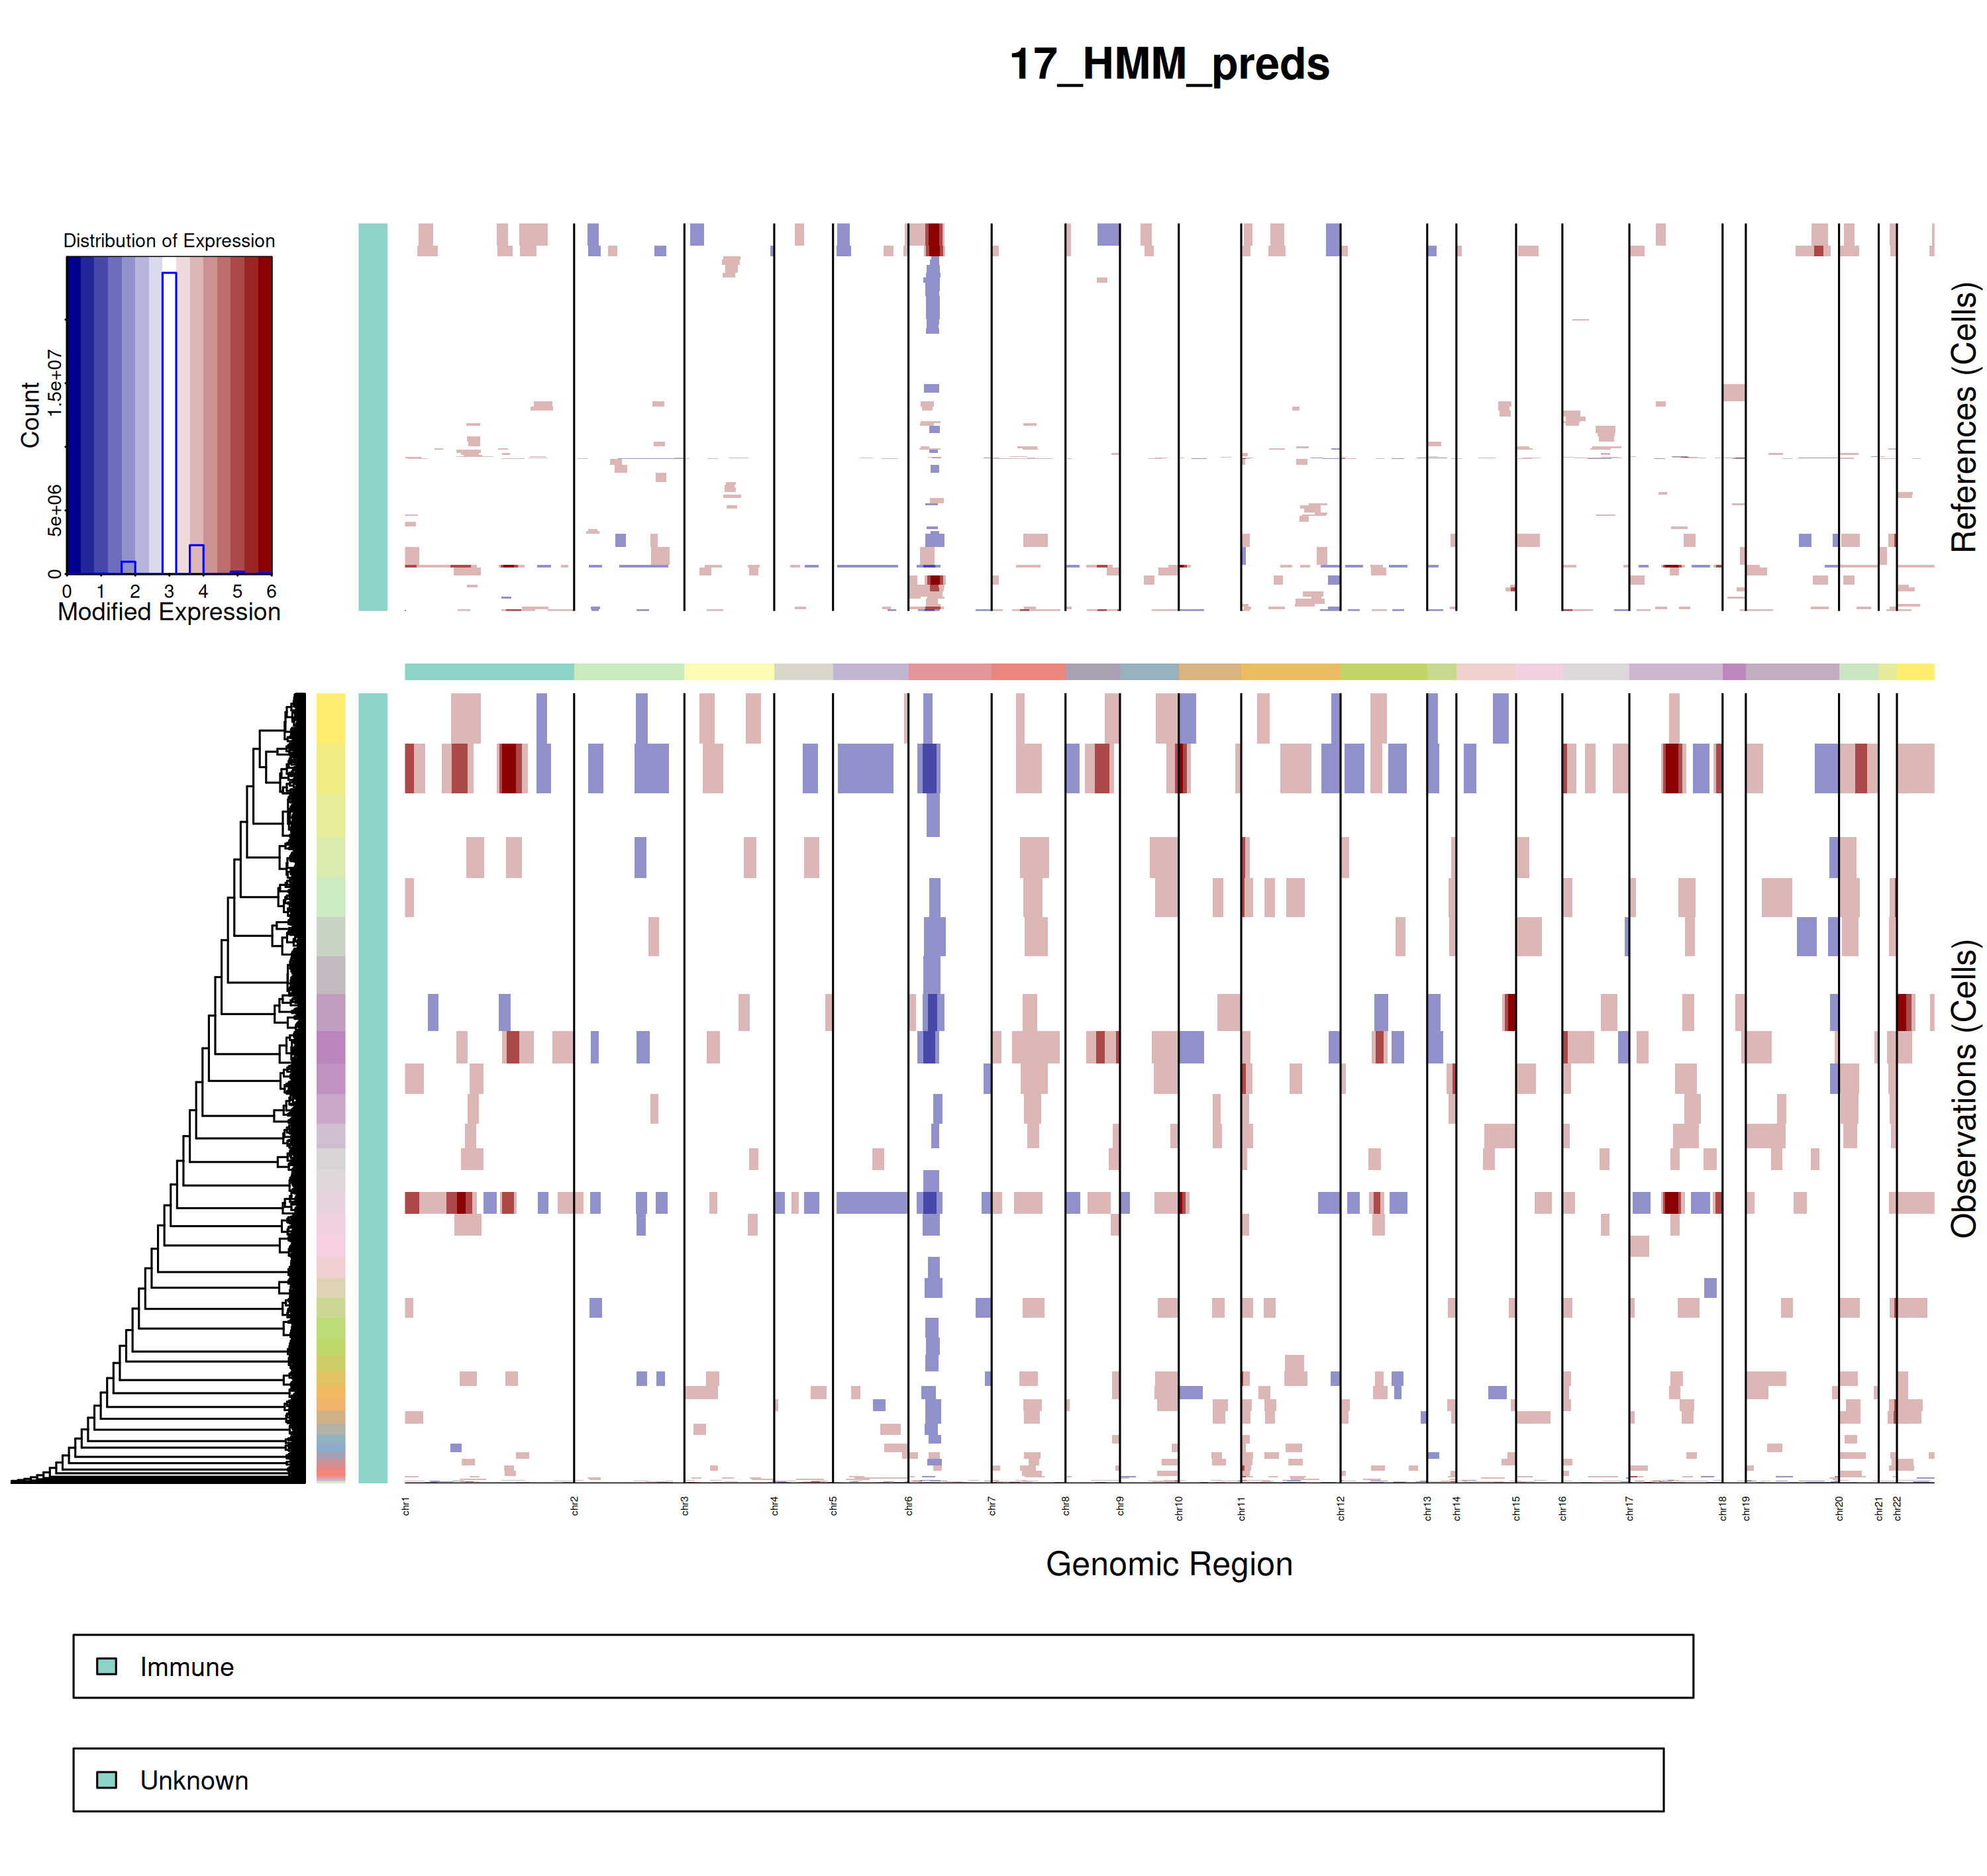 17_HMM_preds
Distribution of Expression
Count
0
5e+06
1.5e+07
0 1 2 3 4 5 6
Modified Expression
References (Cells)
Observations (Cells)
chr1 chr2 chr3 chr4 chr5 chr6 chr7 chr8 chr9 chr10 chr11 chr12 chr13 chr14 chr15 chr16 chr17 chr18 chr19 chr20 chr21 chr22
Genomic Region
Immune
Unknown